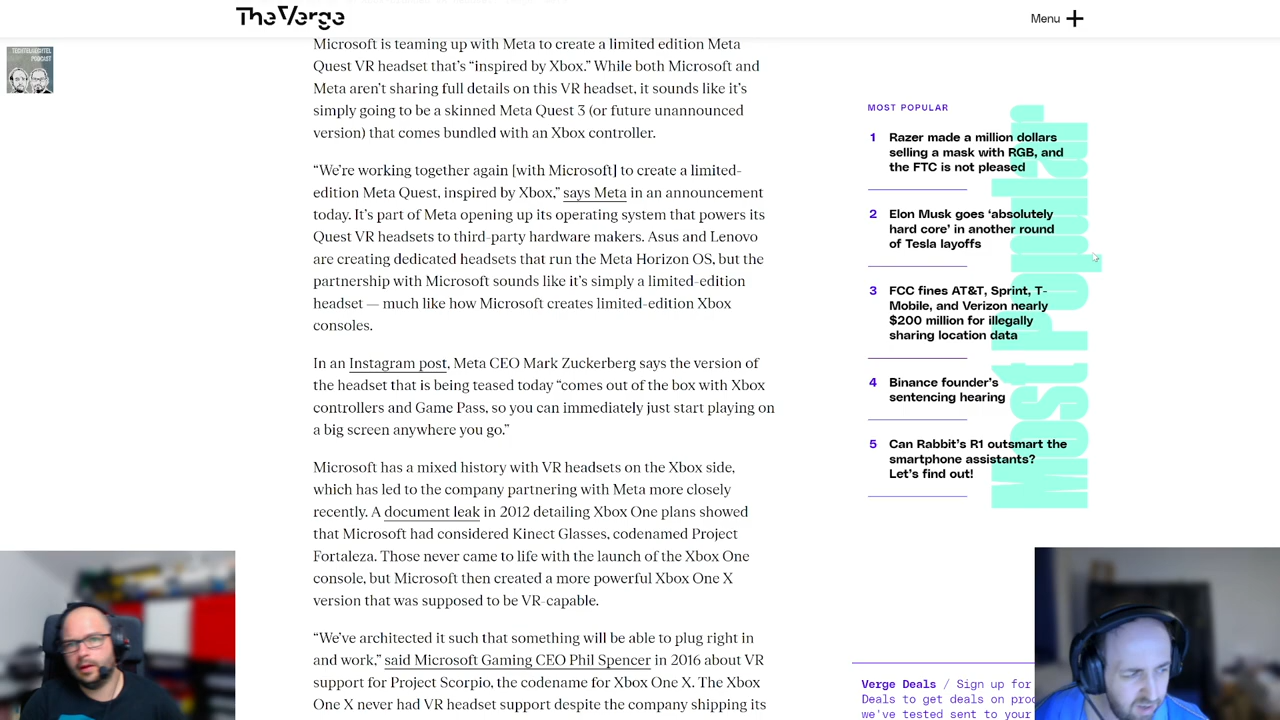 The Verge
Menu
TECHTELMECHTEL
PODCAST
Microsoft is teaming up with Meta to create a limited edition Meta
Quest VR headset that's “inspired by Xbox.” While both Microsoft and
Meta aren't sharing full details on this VR headset, it sounds like it's
simply going to be a skinned Meta Quest 3 (or future unannounced
version) that comes bundled with an Xbox controller.
“We're working together again [with Microsoft] to create a limited-
edition Meta Quest, inspired by Xbox,” says Meta in an announcement
today. It's part of Meta opening up its operating system that powers its
Quest VR headsets to third-party hardware makers. Asus and Lenovo
are creating dedicated headsets that run the Meta Horizon OS, but the
partnership with Microsoft sounds like it's simply a limited-edition
headset — much like how Microsoft creates limited-edition Xbox
consoles.
In an Instagram post, Meta CEO Mark Zuckerberg says the version of
the headset that is being teased today “comes out of the box with Xbox
controllers and Game Pass, so you can immediately just start playing on
a big screen anywhere you go.”
Microsoft has a mixed history with VR headsets on the Xbox side,
which has led to the company partnering with Meta more closely
recently. A document leak in 2012 detailing Xbox One plans showed
that Microsoft had considered Kinect Glasses, codenamed Project
Fortaleza. Those never came to life with the launch of the Xbox One
console, but Microsoft then created a more powerful Xbox One X
version that was supposed to be VR-capable.
“We've architected it such that something will be able to plug right in
and work,” said Microsoft Gaming CEO Phil Spencer in 2016 about VR
support for Project Scorpio, the codename for Xbox One X. The Xbox
One X never had VR headset support despite the company shipping its
MOST POPULAR
Most Popular
1 Razer made a million dollars
selling a mask with RGB, and
the FTC is not pleased
2 Elon Musk goes ‘absolutely
hard core’ in another round
of Tesla layoffs
3 FCC fines AT&T, Sprint, T-
Mobile, and Verizon nearly
$200 million for illegally
sharing location data
4 Binance founder's
sentencing hearing
5 Can Rabbit's R1 outsmart the
smartphone assistants?
Let's find out!
Verge Deals / Sign up for
Deals to get deals on
we've tested sent to your